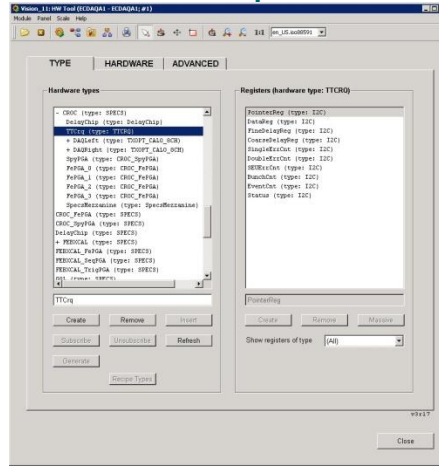 Vision_11: HW Tool (ECDAQA1; #1)
Module Panel Scale Help
1:1 en_US.iso88591
TYPE HARDWARE ADVANCED
Hardware types
- CROC (type: SPECS)
DelayChip (type: DelayChip)
TTCrq (type: TTCRQ)
+ DAQLeft (type: TXOPT_CALO_8CH)
+ DAQRight (type: TXOPT_CALO_8CH)
SpyPGA (type: CROC_SpyPGA)
FePGA_0 (type: CROC_FePGA)
FePGA_1 (type: CROC_FePGA)
FePGA_2 (type: CROC_FePGA)
FePGA_3 (type: CROC_FePGA)
SpecsMezzanine (type: SpecsMezzanine)
CROC_FePGA (type: SPECS)
CROC_SpyPGA (type: SPECS)
DelayChip (type: SPECS)
+ FEBXCAL (type: SPECS)
FEBXCAL_FePGA (type: SPECS)
FEBXCAL_SeqPGA (type: SPECS)
FEBXCAL_TrigPGA (type: SPECS)
TTCrq
Create Remove Insert
Subscribe Unsubscribe Refresh
Generate
Recipe Types
Registers (hardware type: TTCRQ)
PointerReg (type: I2C)
DataReg (type: I2C)
FineDelayReg (type: I2C)
CoarseDelayReg (type: I2C)
SingleErrCnt (type: I2C)
DoubleErrCnt (type: I2C)
SEUErrCnt (type: I2C)
BunchCnt (type: I2C)
EventCnt (type: I2C)
Status (type: I2C)
PointerReg
Create Remove Massive
Show registers of type (All)
Close